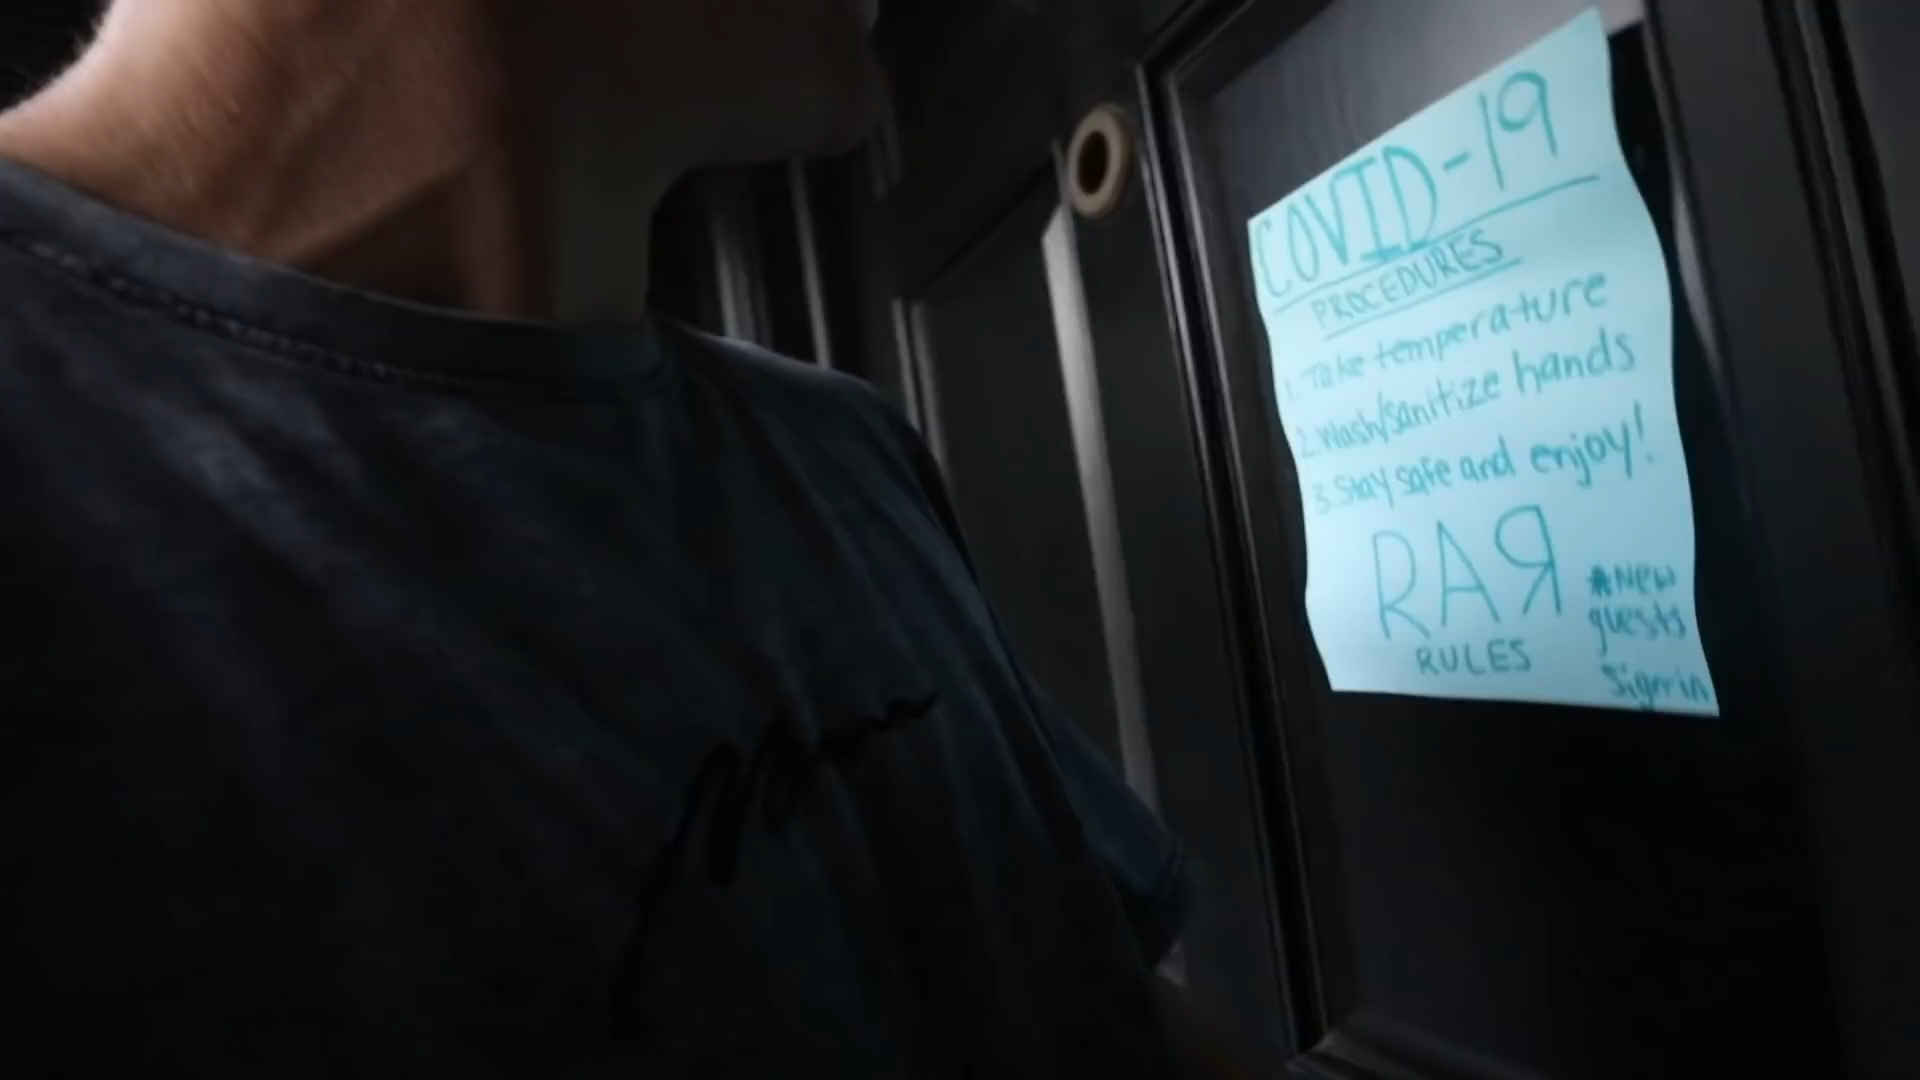 COVID-19
PROCEDURES
1. Take temperature
2. Wash/Sanitize hands
3. Stay safe and enjoy!
RAЯ
RULES
*New
guests
Sign in